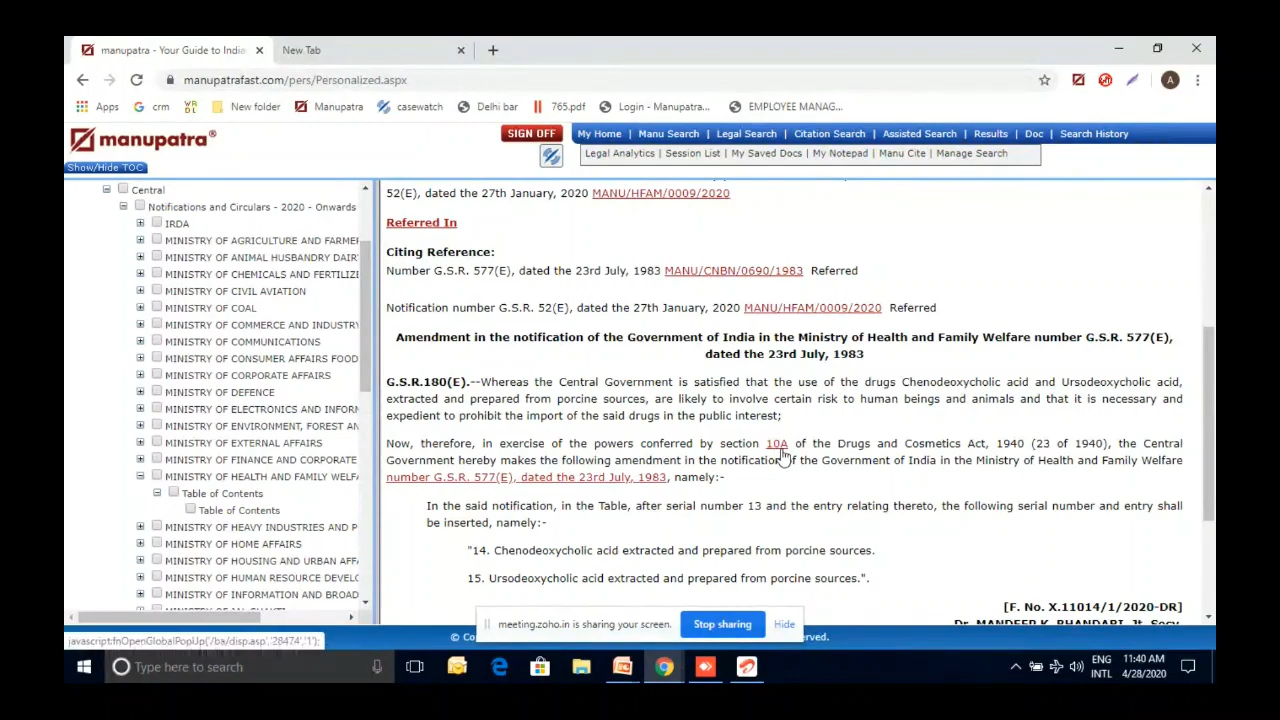 manupatra - Your Guide to India
New Tab
manupatrafast.com/pers/Personalized.aspx
A
Apps
crm
New folder
Manupatra
casewatch
Delhi bar
765.pdf
Login - Manupatra...
EMPLOYEE MANAG...
manupatra®
SIGN OFF
My Home | Manu Search | Legal Search | Citation Search | Assisted Search | Results | Doc | Search History
Legal Analytics | Session List | My Saved Docs | My Notepad | Manu Cite | Manage Search
Show/Hide TOC
Central
Notifications and Circulars - 2020 - Onwards
IRDA
MINISTRY OF AGRICULTURE AND FARMER
MINISTRY OF ANIMAL HUSBANDRY DAIR
MINISTRY OF CHEMICALS AND FERTILIZE
MINISTRY OF CIVIL AVIATION
MINISTRY OF COAL
MINISTRY OF COMMERCE AND INDUSTRY
MINISTRY OF COMMUNICATIONS
MINISTRY OF CONSUMER AFFAIRS FOOD
MINISTRY OF CORPORATE AFFAIRS
MINISTRY OF DEFENCE
MINISTRY OF ELECTRONICS AND INFORM
MINISTRY OF ENVIRONMENT, FOREST AN
MINISTRY OF EXTERNAL AFFAIRS
MINISTRY OF FINANCE AND CORPORATE
MINISTRY OF HEALTH AND FAMILY WELFA
Table of Contents
Table of Contents
MINISTRY OF HEAVY INDUSTRIES AND P
MINISTRY OF HOME AFFAIRS
MINISTRY OF HOUSING AND URBAN AFFA
MINISTRY OF HUMAN RESOURCE DEVELO
MINISTRY OF INFORMATION AND BROAD
52(E), dated the 27th January, 2020 MANU/HFAM/0009/2020
Referred In
Citing Reference:
Number G.S.R. 577(E), dated the 23rd July, 1983 MANU/CNBN/0690/1983 Referred
Notification number G.S.R. 52(E), dated the 27th January, 2020 MANU/HFAM/0009/2020 Referred
Amendment in the notification of the Government of India in the Ministry of Health and Family Welfare number G.S.R. 577(E),
dated the 23rd July, 1983
G.S.R.180(E).--Whereas the Central Government is satisfied that the use of the drugs Chenodeoxycholic acid and Ursodeoxycholic acid,
extracted and prepared from porcine sources, are likely to involve certain risk to human beings and animals and that it is necessary and
expedient to prohibit the import of the said drugs in the public interest;
Now, therefore, in exercise of the powers conferred by section 10A of the Drugs and Cosmetics Act, 1940 (23 of 1940), the Central
Government hereby makes the following amendment in the notification of the Government of India in the Ministry of Health and Family Welfare
number G.S.R. 577(E), dated the 23rd July, 1983, namely:-
In the said notification, in the Table, after serial number 13 and the entry relating thereto, the following serial number and entry shall
be inserted, namely:-
"14. Chenodeoxycholic acid extracted and prepared from porcine sources.
15. Ursodeoxycholic acid extracted and prepared from porcine sources.".
[F. No. X.11014/1/2020-DR]
Dr. MANDEEP K. BHANDARI, Jt. Secy.
meeting.zoho.in is sharing your screen.
Stop sharing
Hide
javascript:fnOpenGlobalPopUp('/ba/disp.asp','28474','1');
© Co
rved.
Type here to search
ENG
INTL
11:40 AM
4/28/2020